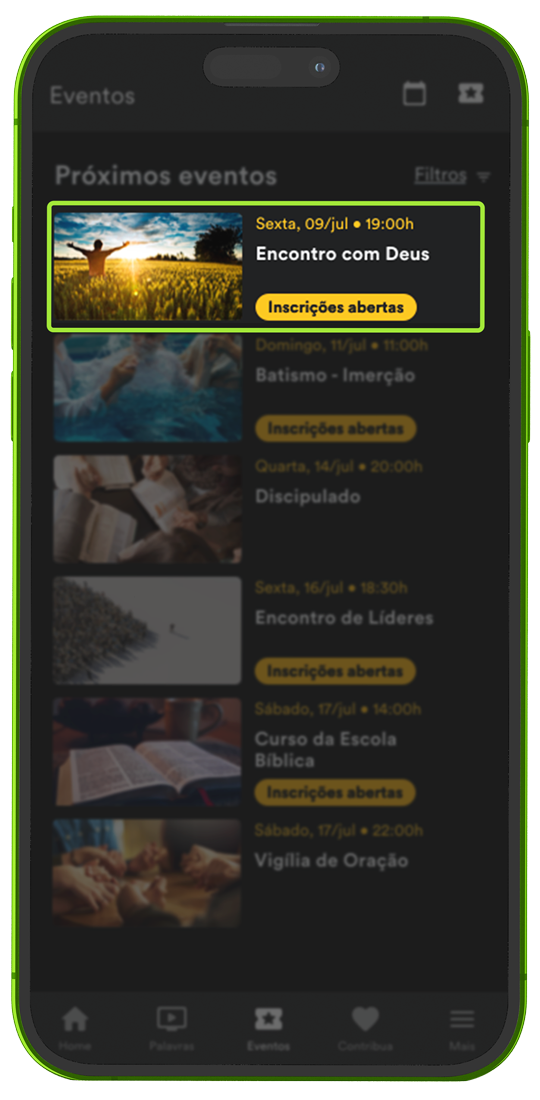 Eventos
Próximos eventos
Filtros
Sexta, 09/jul • 19:00h
Encontro com Deus
Inscrições abertas
Domingo, 11/jul • 11:00h
Batismo - Imerção
Inscrições abertas
Quarta, 14/jul • 20:00h
Discipulado
Sexta, 16/jul • 18:30h
Encontro de Líderes
Inscrições abertas
Sábado, 17/jul • 14:00h
Curso da Escola
Bíblica
Inscrições abertas
Sábado, 17/jul • 22:00h
Vigília de Oração
Home
Palavras
Eventos
Contribua
Mais